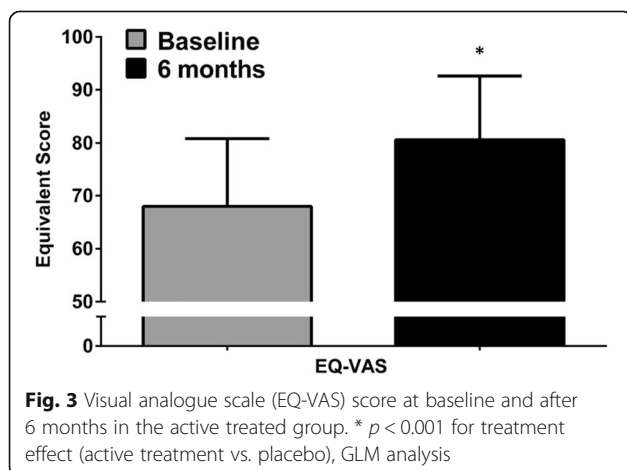 100
Baseline
6 months
*
90
80
70
60
50
0
Equivalent Score
EQ-VAS
Fig. 3 Visual analogue scale (EQ-VAS) score at baseline and after
6 months in the active treated group. * p < 0.001 for treatment
effect (active treatment vs. placebo), GLM analysis